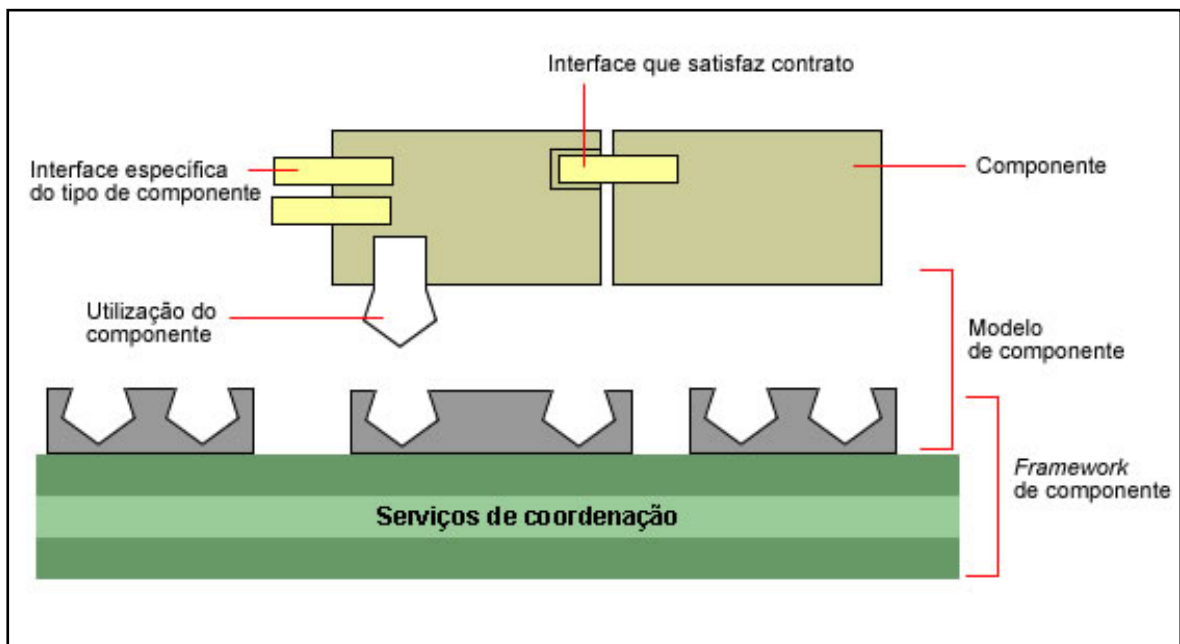 Interface que satisfaz contrato
Interface específica
do tipo de componente
Componente
Utilização do
componente
Modelo
de componente
Framework
de componente
Serviços de coordenação